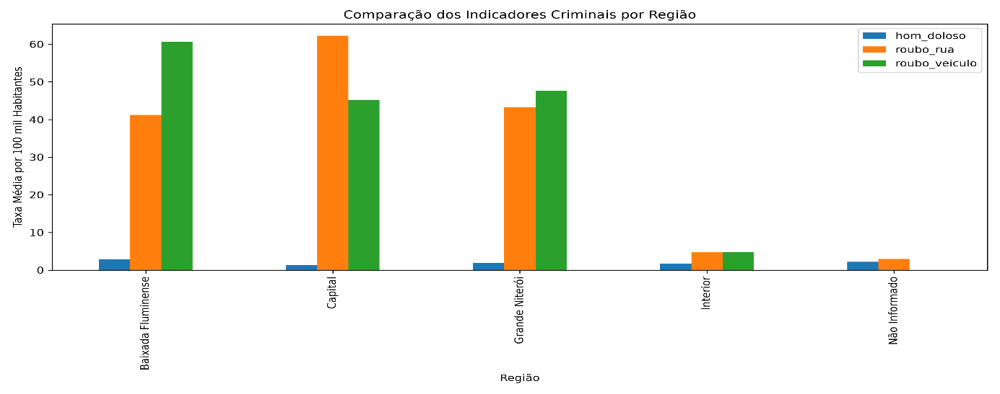 Comparação dos Indicadores Criminais por Região
hom_doloso
roubo_rua
roubo_veiculo
Taxa Média por 100 mil Habitantes
60
50
40
30
20
10
0
Baixada Fluminense
Capital
Grande Niterói
Interior
Não Informado
Região